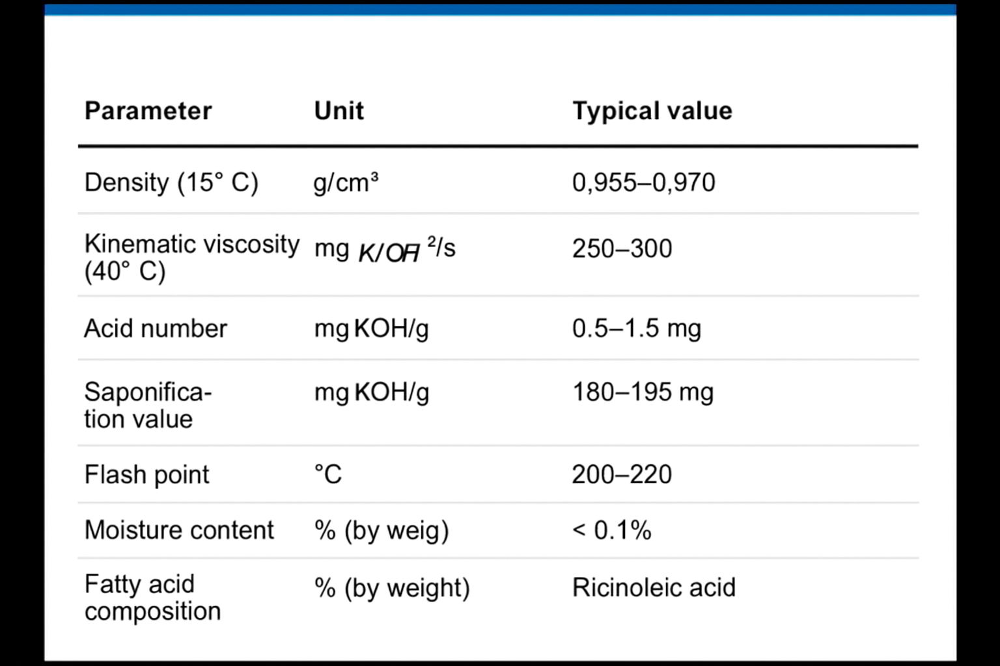 Parameter Unit Typical value
Density (15° C) g/cm³ 0,955–0,970
Kinematic viscosity mg ²/s 250–300
(40° C)
Acid number mg KOH/g 0.5–1.5 mg
Saponifica- mg KOH/g 180–195 mg
tion value
Flash point °C 200–220
Moisture content % (by weig) < 0.1%
Fatty acid % (by weight) Ricinoleic acid
composition